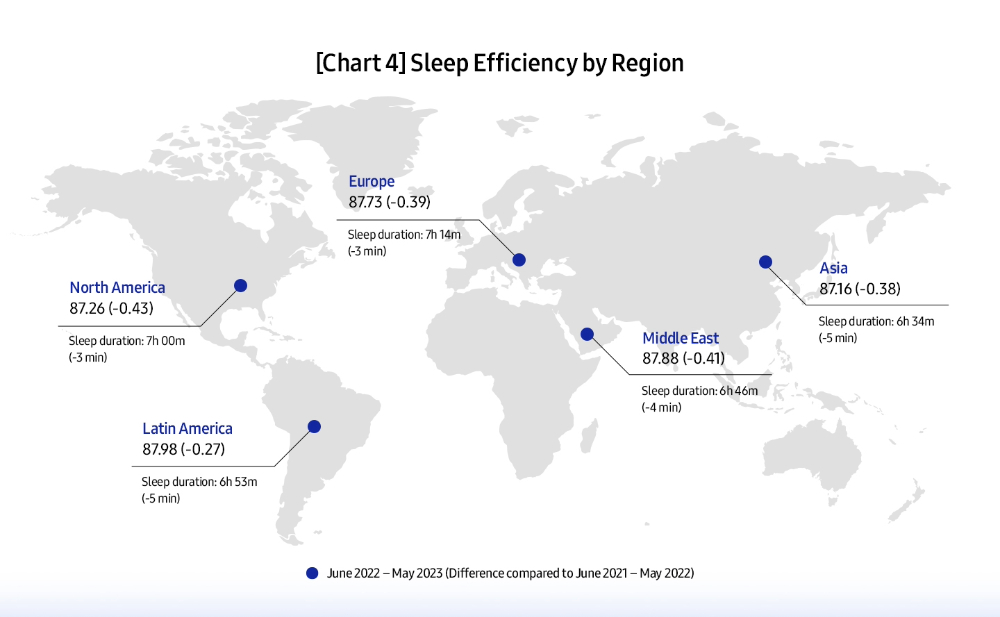 [Chart 4] Sleep Efficiency by Region
Europe
87.73 (-0.39)
Sleep duration: 7h 14m
(-3 min)
North America
87.26 (-0.43)
Sleep duration: 7h 00m
(-3 min)
Asia
87.16 (-0.38)
Sleep duration: 6h 34m
(-5 min)
Middle East
87.88 (-0.41)
Sleep duration: 6h 46m
(-4 min)
Latin America
87.98 (-0.27)
Sleep duration: 6h 53m
(-5 min)
June 2022 – May 2023 (Difference compared to June 2021 – May 2022)